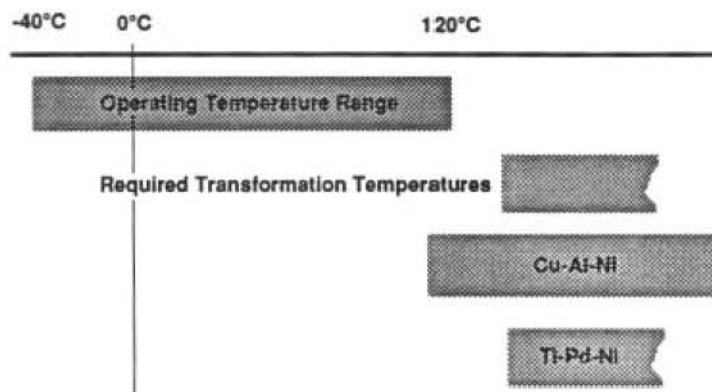 -40°C 0°C 120°C
Operating Temperature Range
Required Transformation Temperatures
Cu-Al-Ni
Ti-Pd-Ni